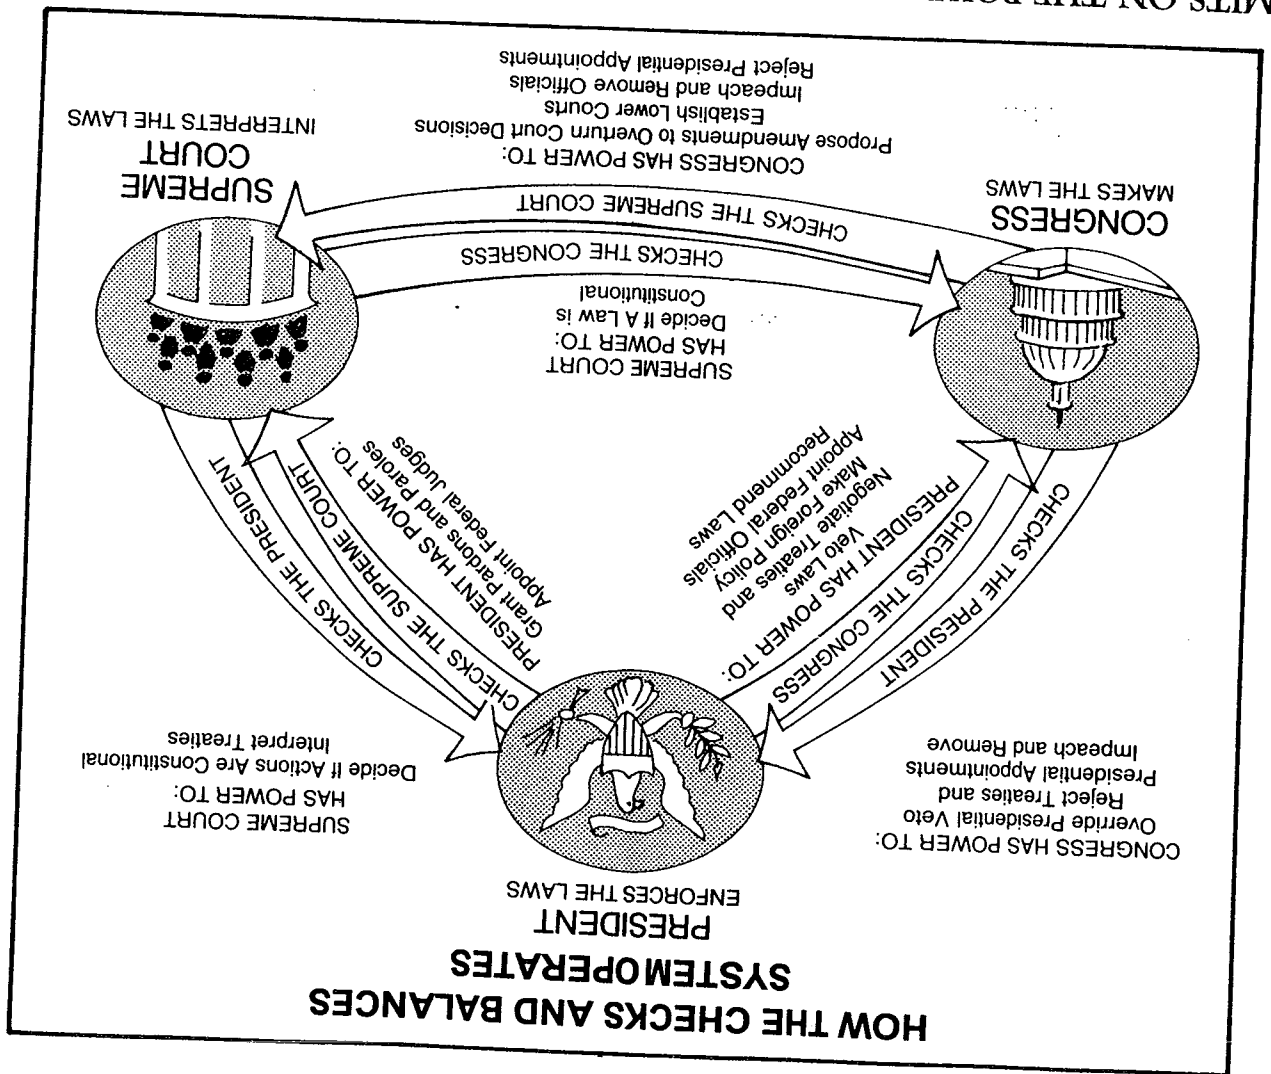 HOW THE CHECKS AND BALANCES
SYSTEM OPERATES
PRESIDENT
ENFORCES THE LAWS
CONGRESS HAS POWER TO:
Override Presidential Veto
Reject Treaties and
Presidential Appointments
Impeach and Remove
SUPREME COURT
HAS POWER TO:
Decide If Actions Are Constitutional
Interpret Treaties
CHECKS THE PRESIDENT
CHECKS THE CONGRESS
PRESIDENT HAS POWER TO:
Veto Laws
Negotiate Treaties and
Make Foreign Policy
Appoint Federal Officials
Recommend Laws
CHECKS THE PRESIDENT
CHECKS THE SUPREME COURT
PRESIDENT HAS POWER TO:
Grant Pardons and Paroles
Appoint Federal Judges
SUPREME COURT
HAS POWER TO:
Decide If A Law is
Constitutional
CHECKS THE CONGRESS
CHECKS THE SUPREME COURT
CONGRESS
MAKES THE LAWS
SUPREME
COURT
INTERPRETS THE LAWS
CONGRESS HAS POWER TO:
Propose Amendments to Overturn Court Decisions
Establish Lower Courts
Impeach and Remove Officials
Reject Presidential Appointments
ON THE